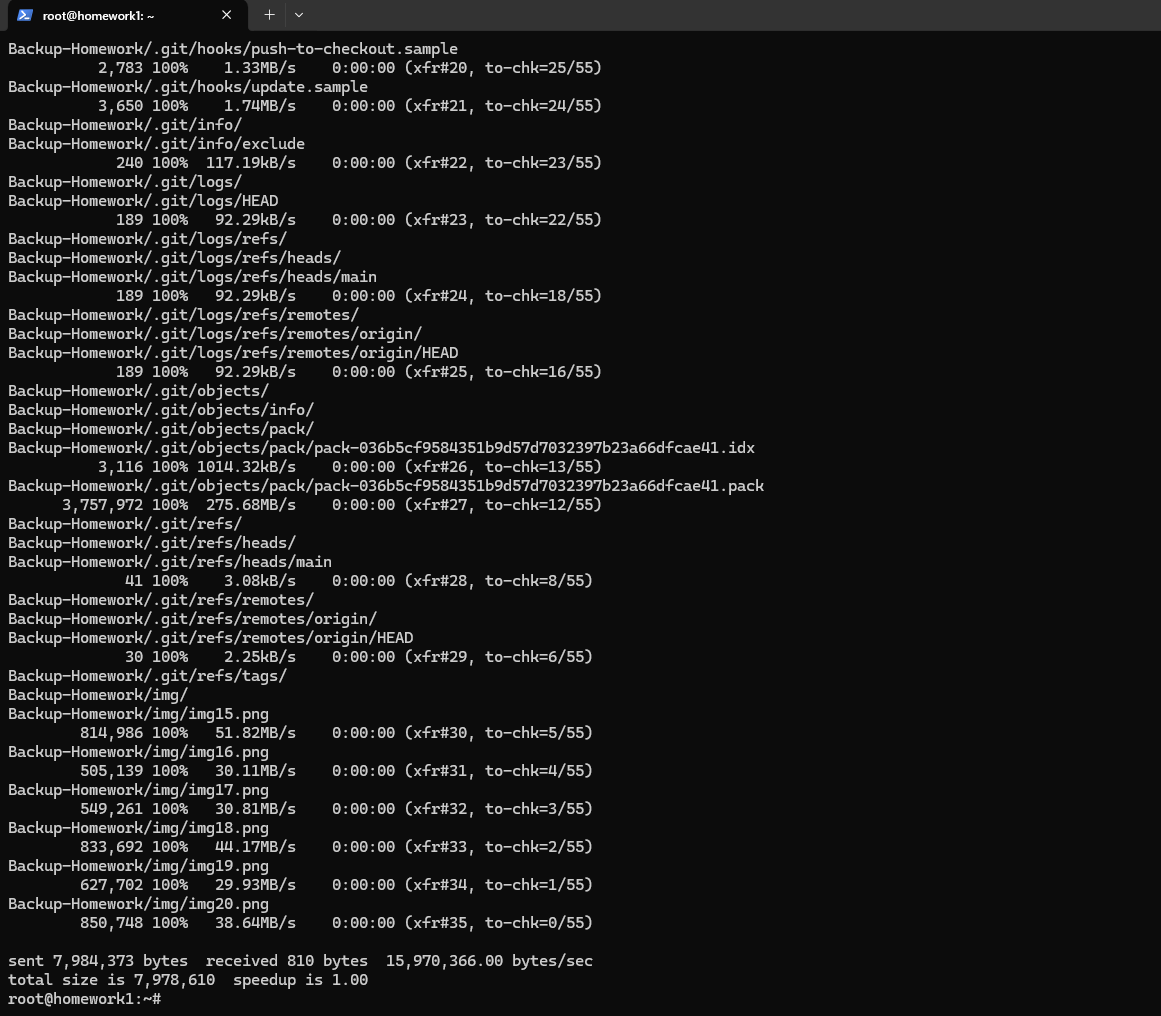 root@homework1: ~
Backup-Homework/.git/hooks/push-to-checkout.sample
2,783 100%    1.33MB/s    0:00:00 (xfr#20, to-chk=25/55)
Backup-Homework/.git/hooks/update.sample
3,650 100%    1.74MB/s    0:00:00 (xfr#21, to-chk=24/55)
Backup-Homework/.git/info/
Backup-Homework/.git/info/exclude
240 100%  117.19kB/s    0:00:00 (xfr#22, to-chk=23/55)
Backup-Homework/.git/logs/
Backup-Homework/.git/logs/HEAD
189 100%   92.29kB/s    0:00:00 (xfr#23, to-chk=22/55)
Backup-Homework/.git/logs/refs/
Backup-Homework/.git/logs/refs/heads/
Backup-Homework/.git/logs/refs/heads/main
189 100%   92.29kB/s    0:00:00 (xfr#24, to-chk=18/55)
Backup-Homework/.git/logs/refs/remotes/
Backup-Homework/.git/logs/refs/remotes/origin/
Backup-Homework/.git/logs/refs/remotes/origin/HEAD
189 100%   92.29kB/s    0:00:00 (xfr#25, to-chk=16/55)
Backup-Homework/.git/objects/
Backup-Homework/.git/objects/info/
Backup-Homework/.git/objects/pack/
Backup-Homework/.git/objects/pack/pack-036b5cf9584351b9d57d7032397b23a66dfcae41.idx
3,116 100% 1014.32kB/s    0:00:00 (xfr#26, to-chk=13/55)
Backup-Homework/.git/objects/pack/pack-036b5cf9584351b9d57d7032397b23a66dfcae41.pack
3,757,972 100%  275.68MB/s    0:00:00 (xfr#27, to-chk=12/55)
Backup-Homework/.git/refs/
Backup-Homework/.git/refs/heads/
Backup-Homework/.git/refs/heads/main
41 100%    3.08kB/s    0:00:00 (xfr#28, to-chk=8/55)
Backup-Homework/.git/refs/remotes/
Backup-Homework/.git/refs/remotes/origin/
Backup-Homework/.git/refs/remotes/origin/HEAD
30 100%    2.25kB/s    0:00:00 (xfr#29, to-chk=6/55)
Backup-Homework/.git/refs/tags/
Backup-Homework/img/
Backup-Homework/img/img15.png
814,986 100%   51.82MB/s    0:00:00 (xfr#30, to-chk=5/55)
Backup-Homework/img/img16.png
505,139 100%   30.11MB/s    0:00:00 (xfr#31, to-chk=4/55)
Backup-Homework/img/img17.png
549,261 100%   30.81MB/s    0:00:00 (xfr#32, to-chk=3/55)
Backup-Homework/img/img18.png
833,692 100%   44.17MB/s    0:00:00 (xfr#33, to-chk=2/55)
Backup-Homework/img/img19.png
627,702 100%   29.93MB/s    0:00:00 (xfr#34, to-chk=1/55)
Backup-Homework/img/img20.png
850,748 100%   38.64MB/s    0:00:00 (xfr#35, to-chk=0/55)
sent 7,984,373 bytes  received 810 bytes  15,970,366.00 bytes/sec
total size is 7,978,610  speedup is 1.00
root@homework1:~#